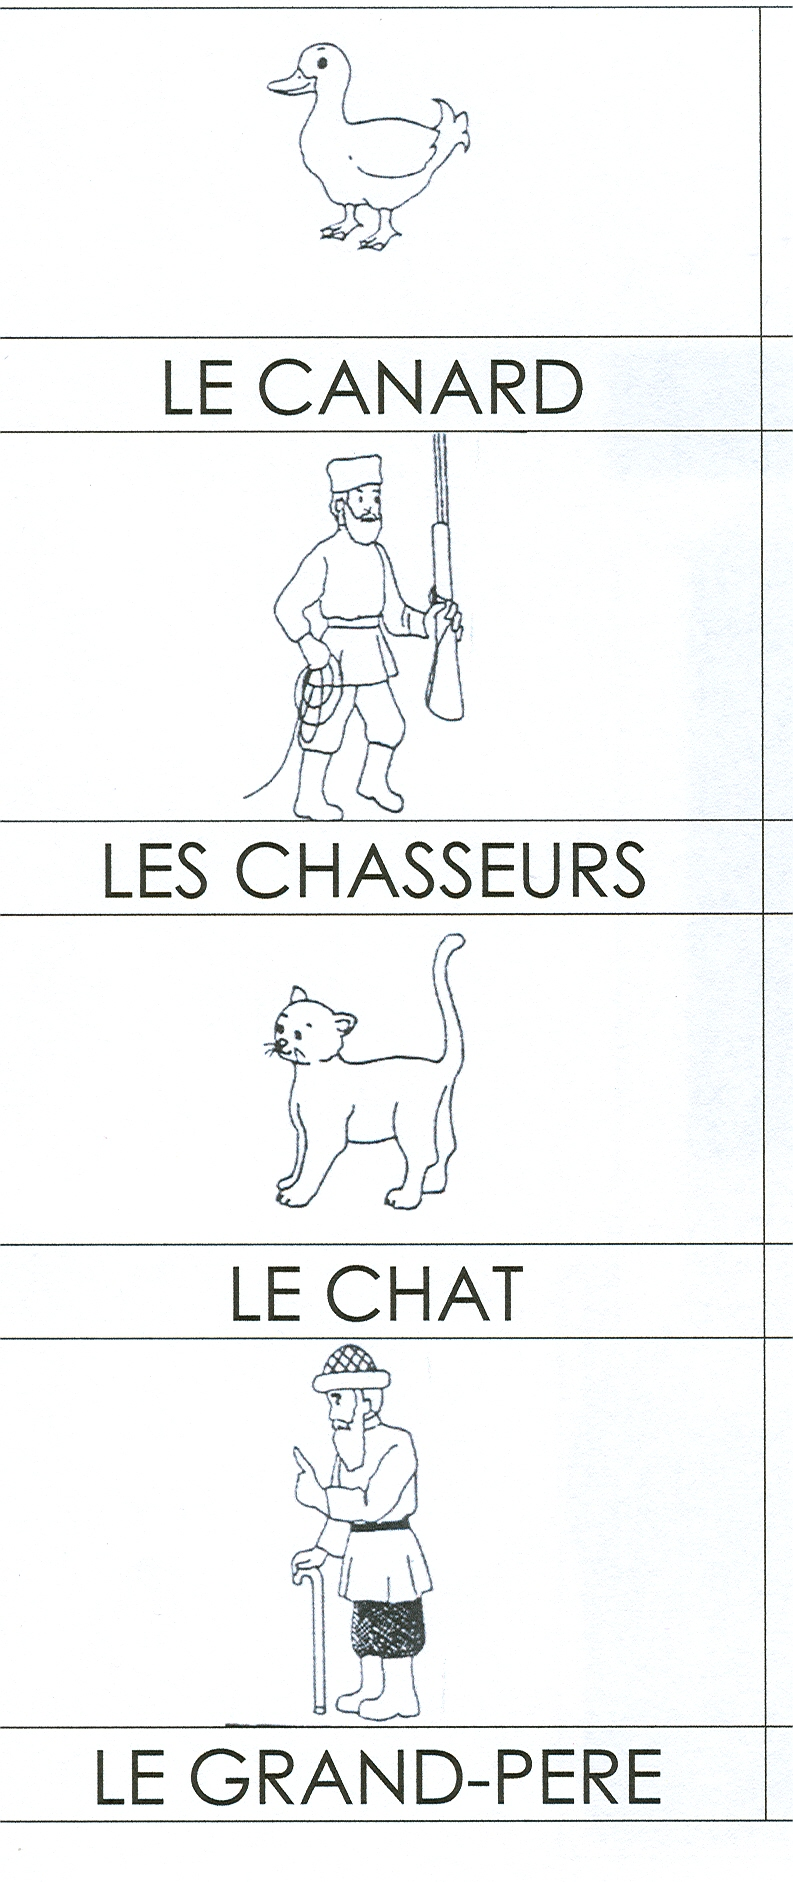 LE CANARD
LES CHASSEURS
LE CHAT
LE GRAND-PERE